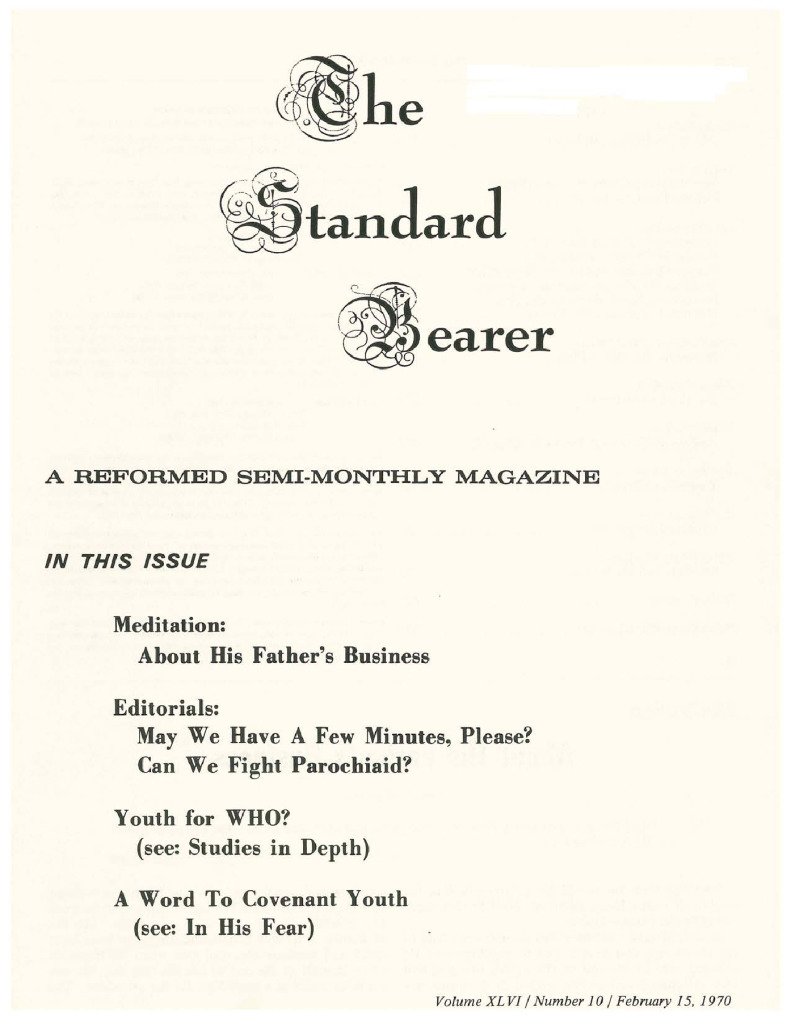 The
Standard
Bearer
A REFORMED SEMI-MONTHLY MAGAZINE
IN THIS ISSUE
Meditation:
About His Father's Business
Editorials:
May We Have A Few Minutes, Please?
Can We Fight Parochiaid?
Youth for WHO?
(see: Studies in Depth)
A Word To Covenant Youth
(see: In His Fear)
Volume XLVI / Number 10 / February 15, 1970